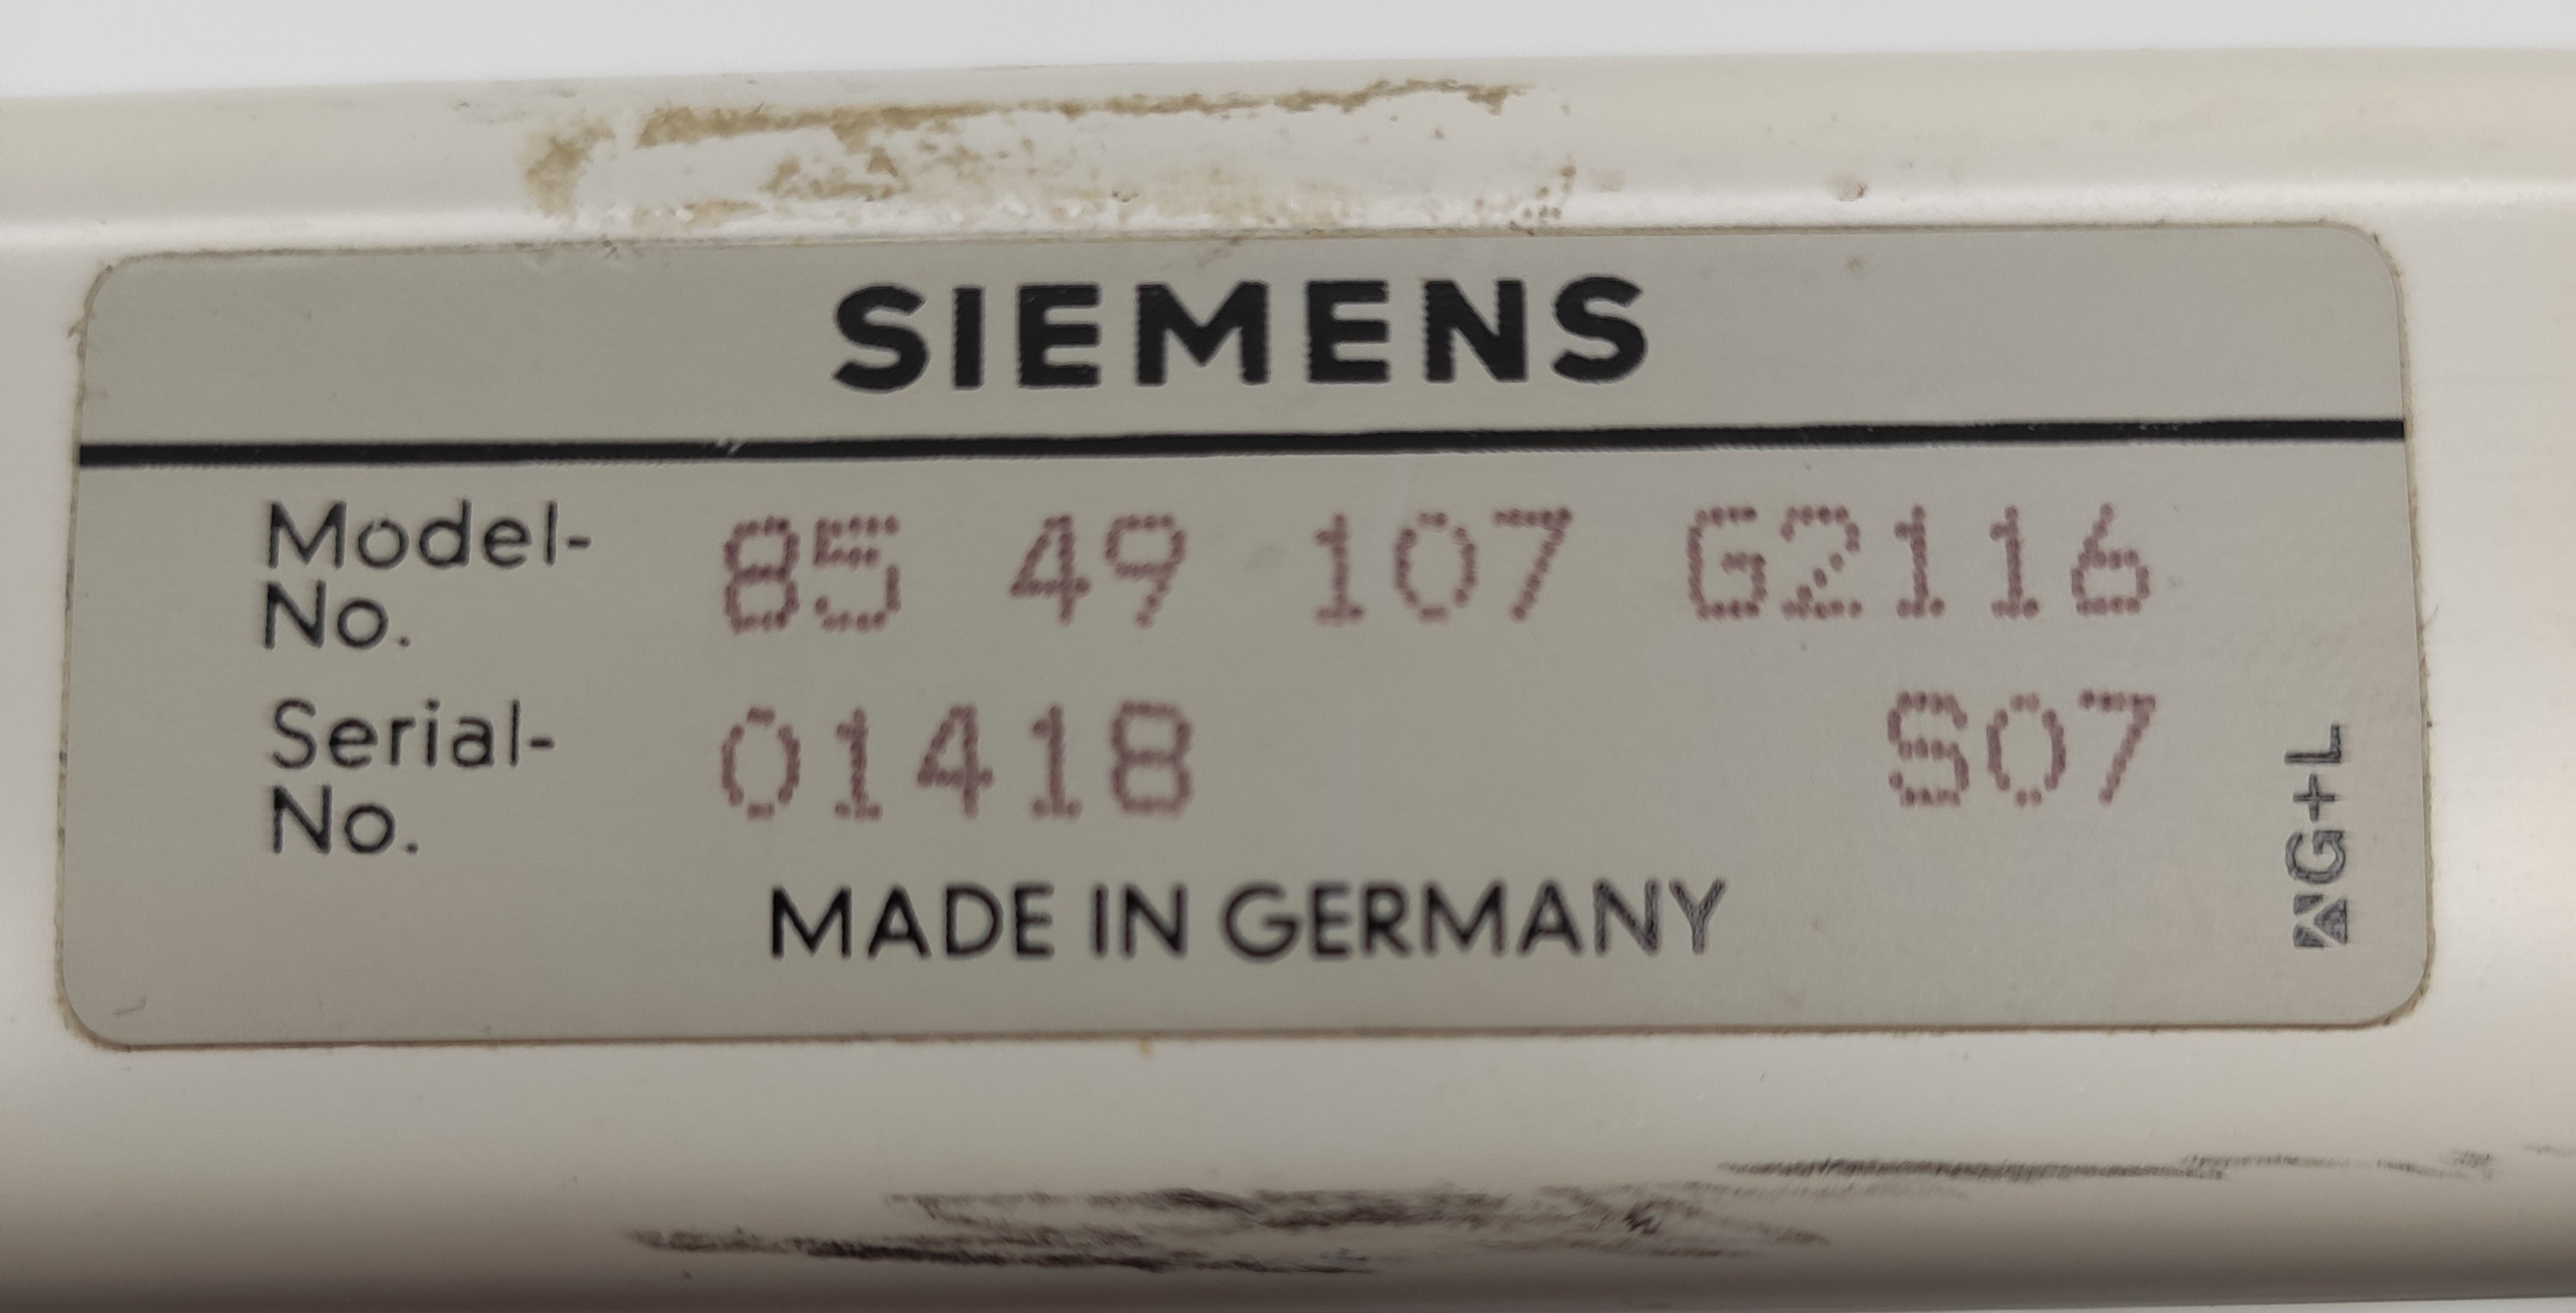 SIEMENS
Model-No. 85 49 107 G2116
Serial-No. 01418 S07
MADE IN GERMANY
G+L